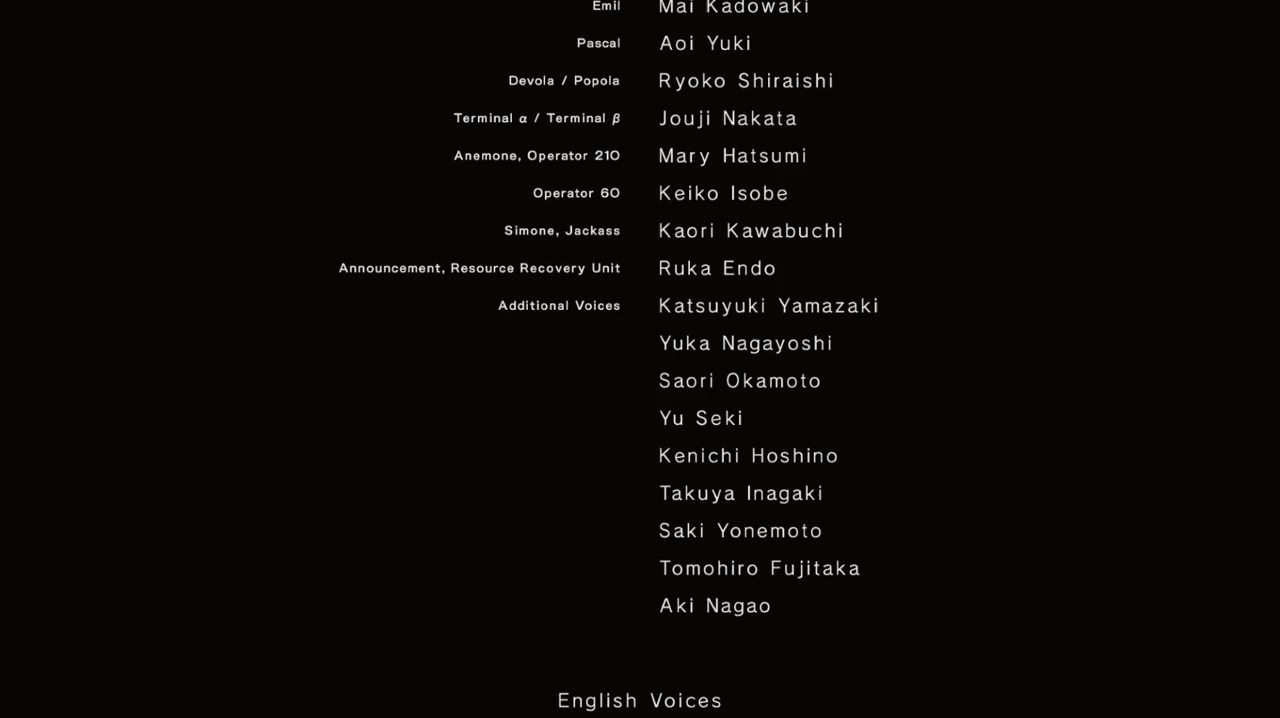 Emil Mai Kadowaki
Pascal Aoi Yuki
Devola / Popola Ryoko Shiraishi
Terminal α / Terminal β Jouji Nakata
Anemone, Operator 21O Mary Hatsumi
Operator 6O Keiko Isobe
Simone, Jackass Kaori Kawabuchi
Announcement, Resource Recovery Unit Ruka Endo
Additional Voices Katsuyuki Yamazaki
Yuka Nagayoshi
Saori Okamoto
Yu Seki
Kenichi Hoshino
Takuya Inagaki
Saki Yonemoto
Tomohiro Fujitaka
Aki Nagao
English Voices